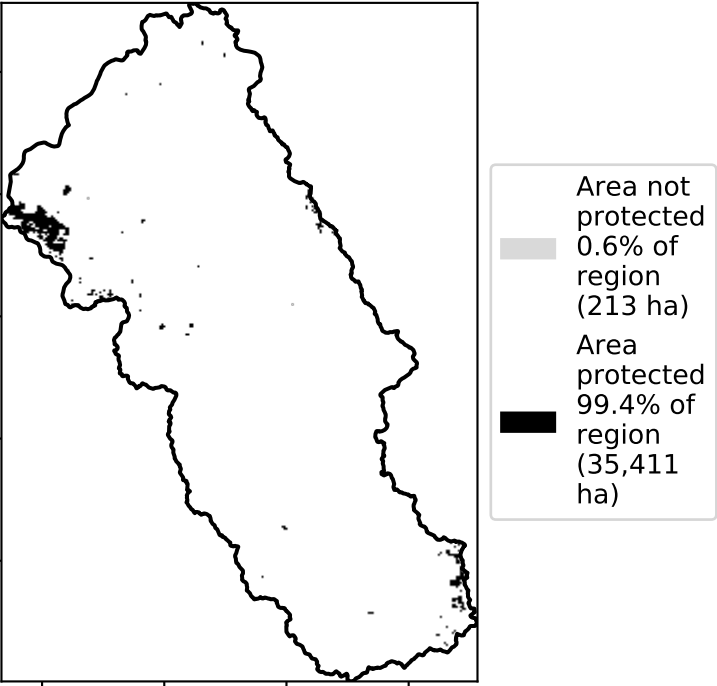 Area not
protected
0.6% of
region
(213 ha)
Area
protected
99.4% of
region
(35,411
ha)